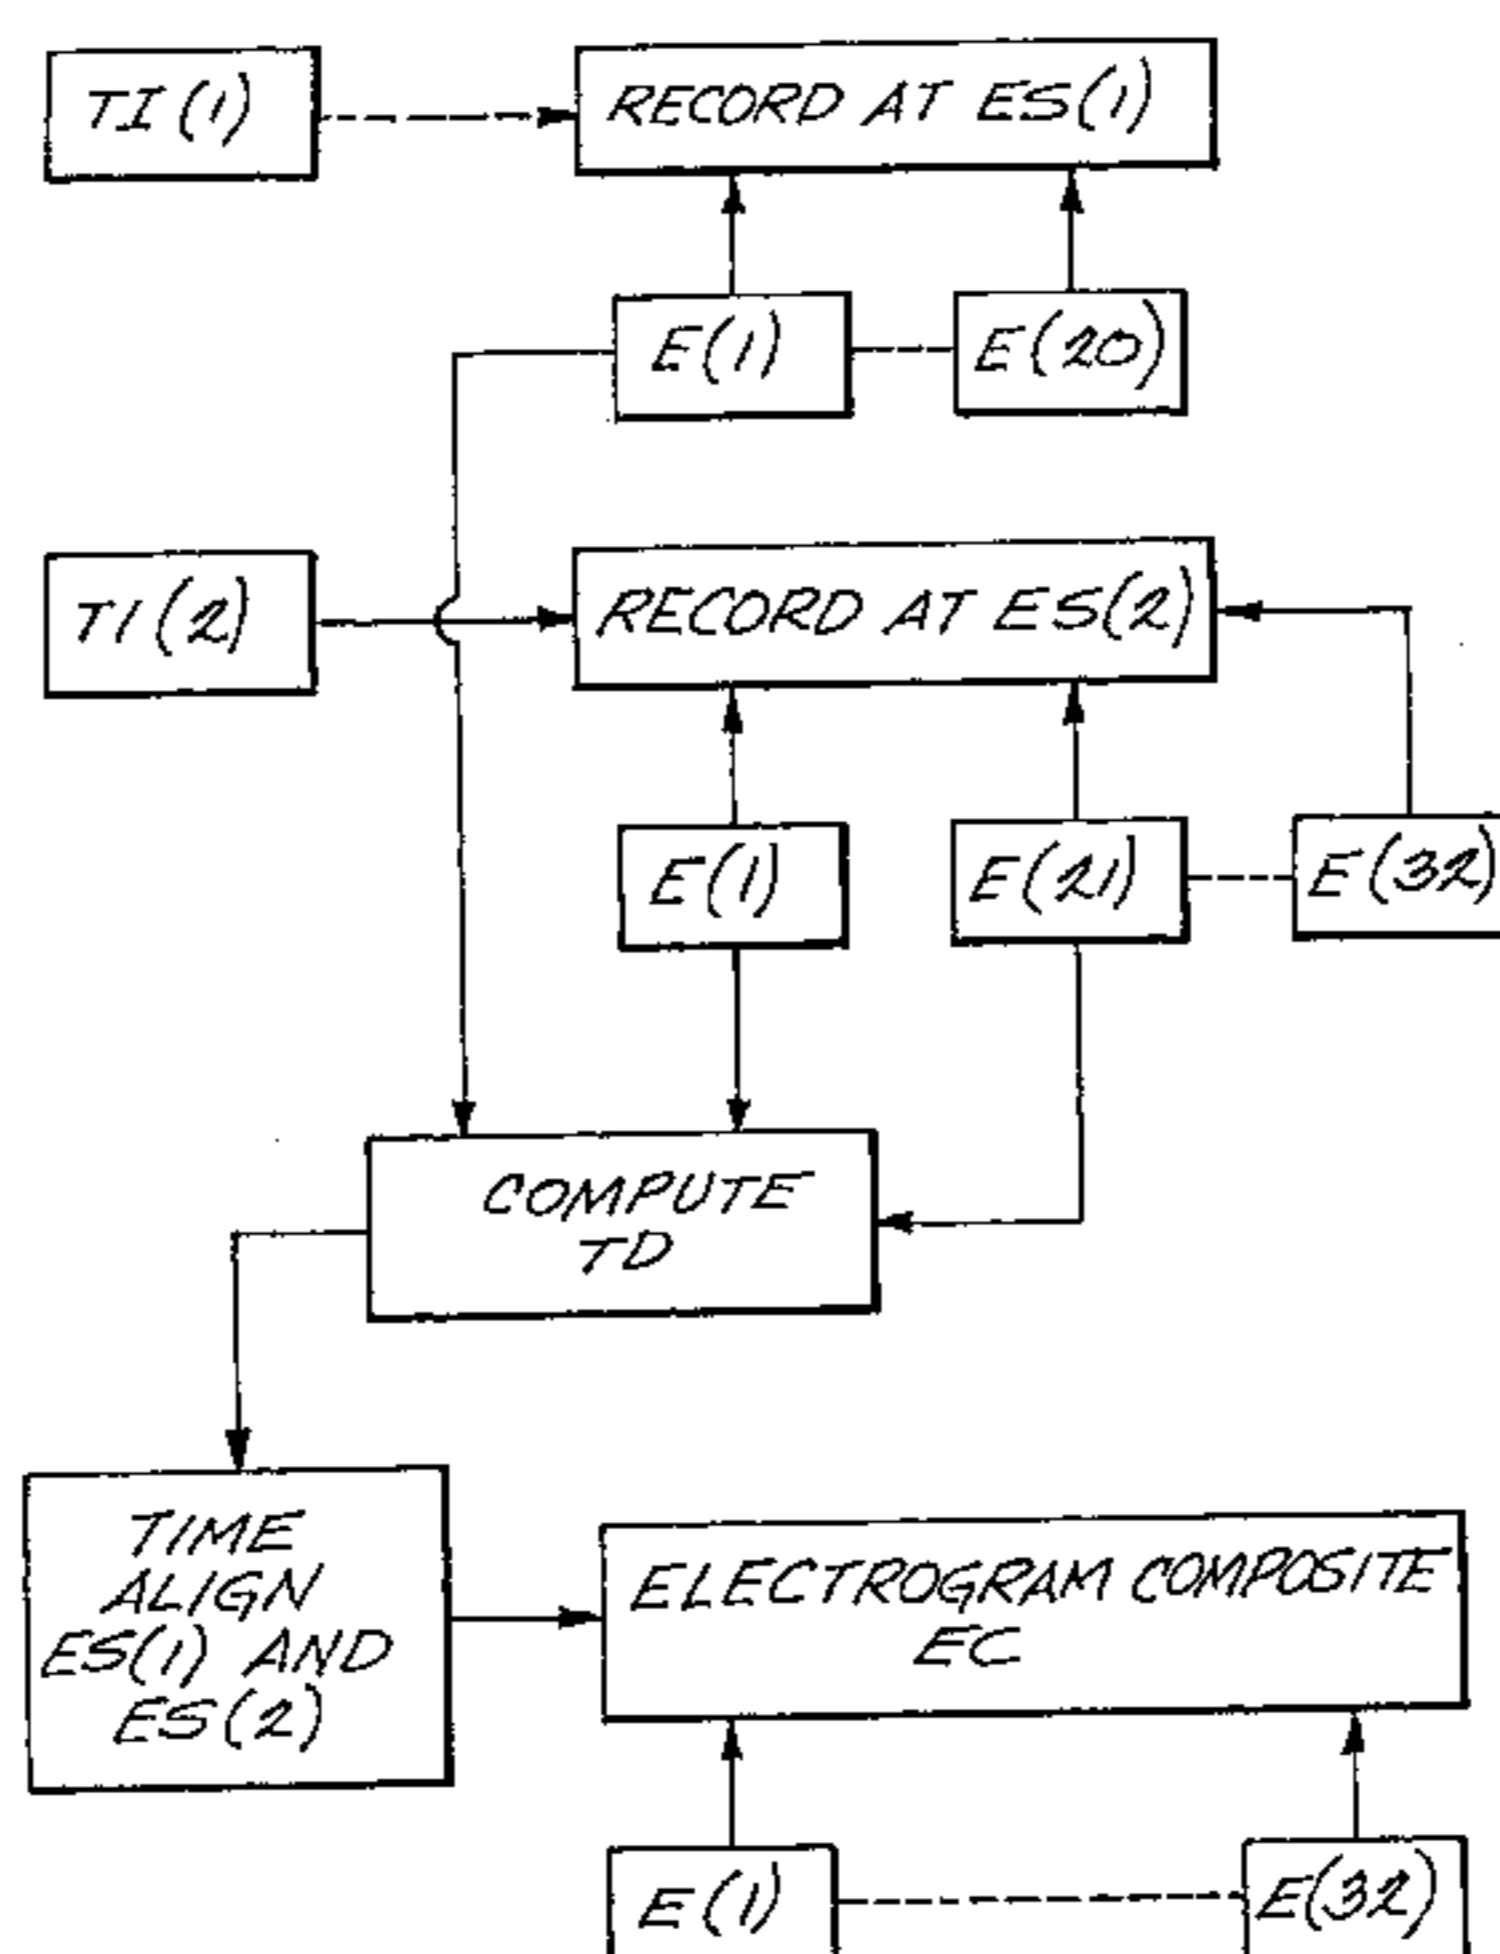 TI(1)
RECORD AT ES(1)
E(1)
E(20)
TI(2)
RECORD AT ES(2)
E(1)
E(21)
E(32)
COMPUTE
TD
TIME
ALIGN
ES(1) AND
ES(2)
ELECTROGRAM COMPOSITE
EC
E(1)
E(32)